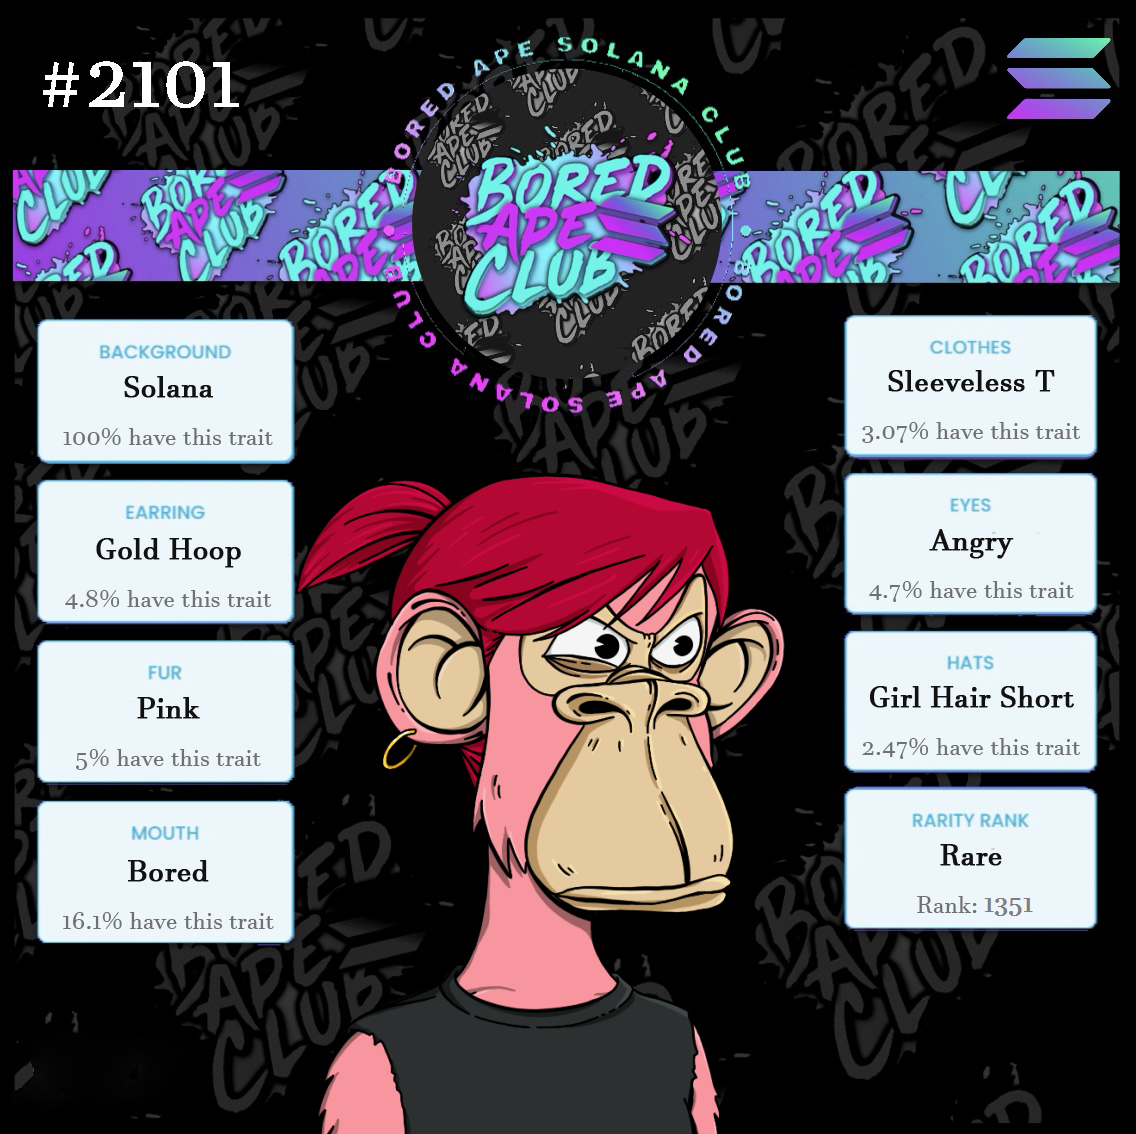 #2101
BORED APE SOLANA CLUB
BORED APE SOLANA CLUB
BORED
APE
CLUB
BACKGROUND
Solana
100% have this trait
EARRING
Gold Hoop
4.8% have this trait
FUR
Pink
5% have this trait
MOUTH
Bored
16.1% have this trait
CLOTHES
Sleeveless T
3.07% have this trait
EYES
Angry
4.7% have this trait
HATS
Girl Hair Short
2.47% have this trait
RARITY RANK
Rare
Rank: 1351